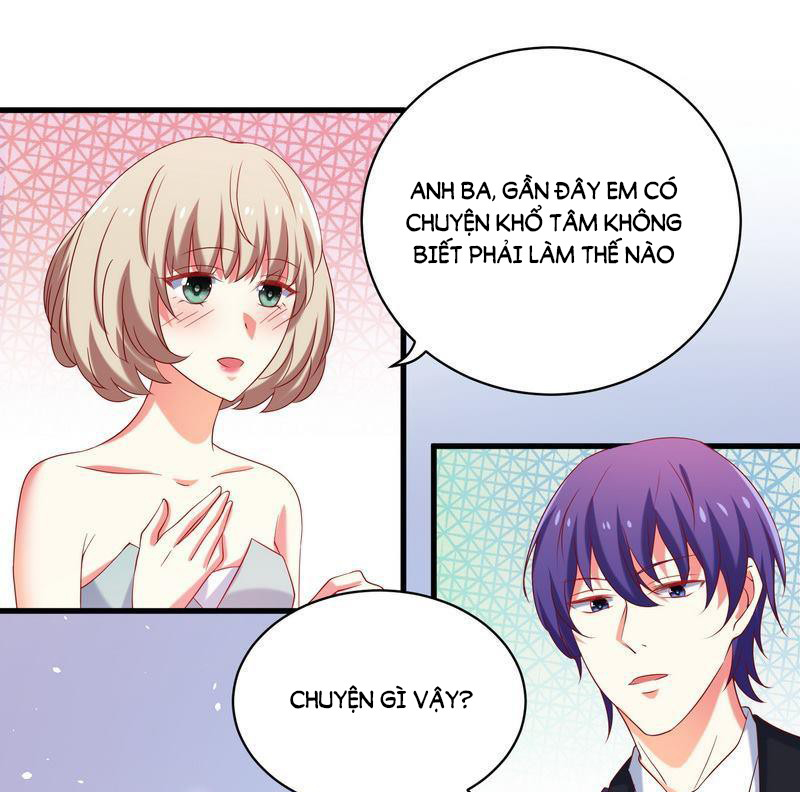 ANH BA, GẦN ĐÂY EM CÓ
CHUYỆN KHỔ TÂM KHÔNG
BIẾT PHẢI LÀM THẾ NÀO
CHUYỆN GÌ VẬY?